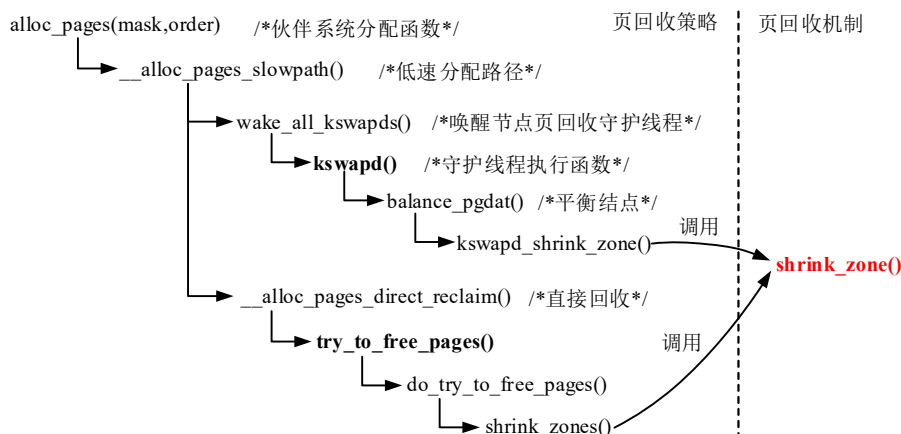 alloc_pages(mask,order) /*伙伴系统分配函数*/ 页回收策略 页回收机制
__alloc_pages_slowpath() /*低速分配路径*/
wake_all_kswapds() /*唤醒节点页回收守护线程*/
kswapd() /*守护线程执行函数*/
balance_pgdat() /*平衡结点*/
kswapd_shrink_zone() 调用
shrink_zone()
__alloc_pages_direct_reclaim() /*直接回收*/
try_to_free_pages() 调用
do_try_to_free_pages()
shrink_zones()